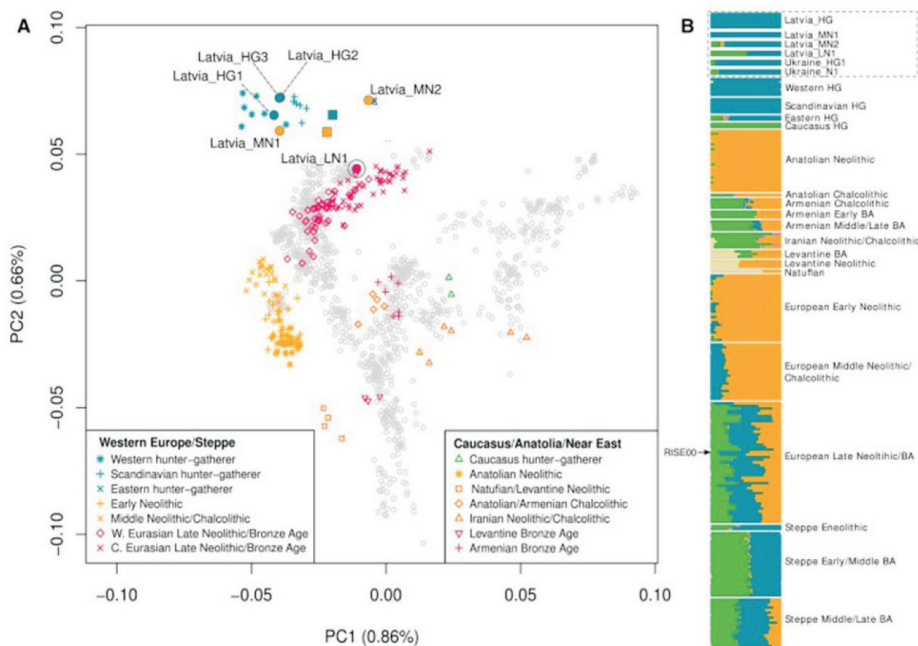 A
0.10
0.05
0.00
−0.05
−0.10
PC2 (0.66%)
Latvia_HG3
Latvia_HG2
Latvia_HG1
Latvia_MN2
Latvia_MN1
Latvia_LN1
Western Europe/Steppe
Western hunter-gatherer
Scandinavian hunter-gatherer
Eastern hunter-gatherer
Early Neolithic
Middle Neolithic/Chalcolithic
W. Eurasian Late Neolithic/Bronze Age
C. Eurasian Late Neolithic/Bronze Age
Caucasus/Anatolia/Near East
Caucasus hunter-gatherer
Anatolian Neolithic
Natufian/Levantine Neolithic
Anatolian/Armenian Chalcolithic
Iranian Neolithic/Chalcolithic
Levantine Bronze Age
Armenian Bronze Age
−0.10
−0.05
0.00
0.05
0.10
PC1 (0.86%)
B
Latvia_HG
Latvia_MN1
Latvia_MN2
Latvia_LN1
Ukraine_HG1
Ukraine_N1
Western HG
Scandinavian HG
Eastern HG
Caucasus HG
Anatolian Neolithic
Anatolian Chalcolithic
Armenian Chalcolithic
Armenian Early BA
Armenian Middle/Late BA
Iranian Neolithic/Chalcolithic
Levantine BA
Levantine Neolithic
Natufian
European Early Neolithic
European Middle Neolithic/
Chalcolithic
RISE00
European Late Neoltihic/BA
Steppe Eneolithic
Steppe Early/Middle BA
Steppe Middle/Late BA